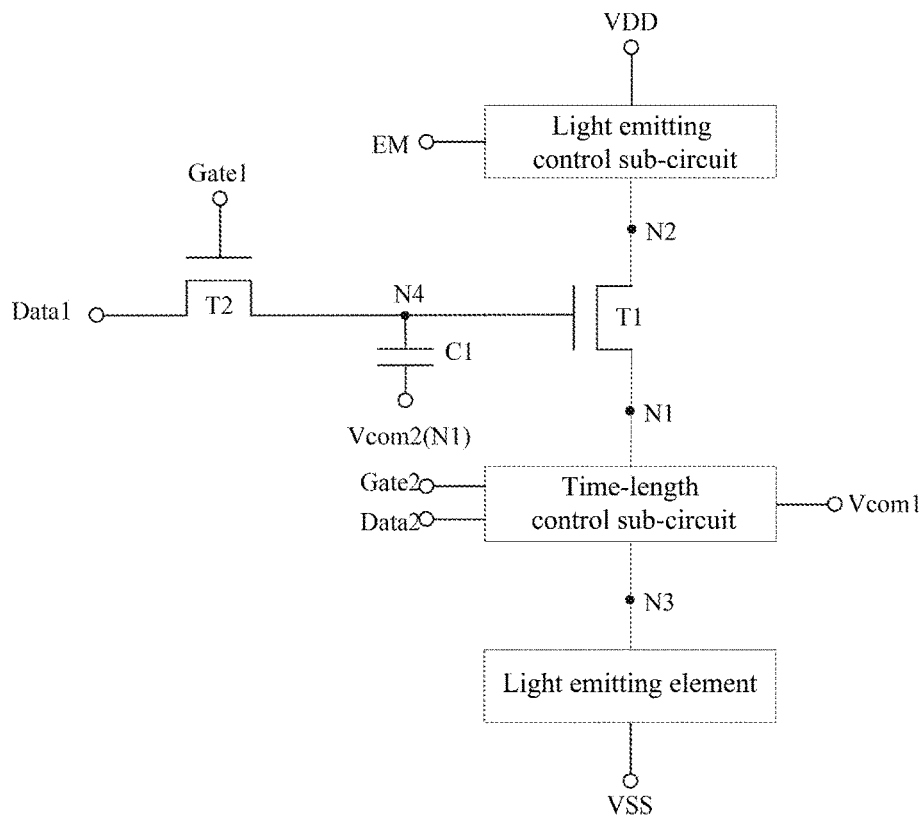 VDD
Light emitting
control sub-circuit
EM
Gate1
N2
Data1
T2
N4
T1
C1
N1
Vcom2(N1)
Gate2
Time-length
control sub-circuit
Vcom1
Data2
N3
Light emitting element
VSS